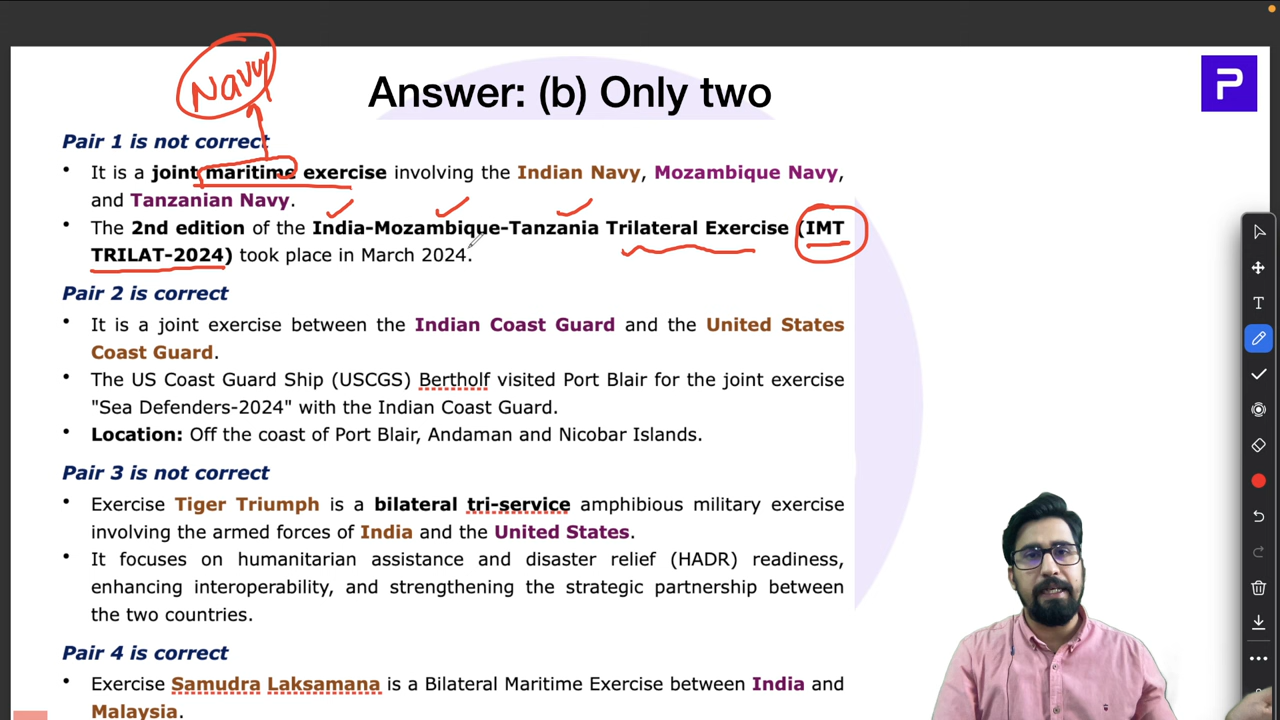 Navy
Answer: (b) Only two
P
Pair 1 is not correct
• It is a joint maritime exercise involving the Indian Navy, Mozambique Navy,
and Tanzanian Navy.
• The 2nd edition of the India-Mozambique-Tanzania Trilateral Exercise (IMT
TRILAT-2024) took place in March 2024.
Pair 2 is correct
• It is a joint exercise between the Indian Coast Guard and the United States
Coast Guard.
• The US Coast Guard Ship (USCGS) Bertholf visited Port Blair for the joint exercise
"Sea Defenders-2024" with the Indian Coast Guard.
• Location: Off the coast of Port Blair, Andaman and Nicobar Islands.
Pair 3 is not correct
• Exercise Tiger Triumph is a bilateral tri-service amphibious military exercise
involving the armed forces of India and the United States.
• It focuses on humanitarian assistance and disaster relief (HADR) readiness,
enhancing interoperability, and strengthening the strategic partnership between
the two countries.
Pair 4 is correct
• Exercise Samudra Laksamana is a Bilateral Maritime Exercise between India and
Malaysia.